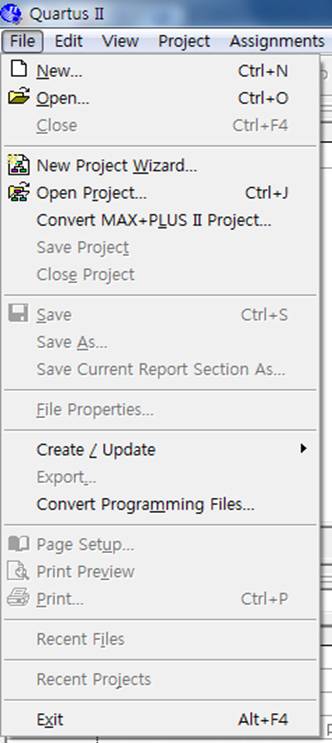 Quartus II
File Edit View Project Assignments
New... Ctrl+N
Open... Ctrl+O
Close Ctrl+F4
New Project Wizard...
Open Project... Ctrl+J
Convert MAX+PLUS II Project...
Save Project
Close Project
Save Ctrl+S
Save As...
Save Current Report Section As...
File Properties...
Create / Update
Export...
Convert Programming Files...
Page Setup...
Print Preview
Print... Ctrl+P
Recent Files
Recent Projects
Exit Alt+F4